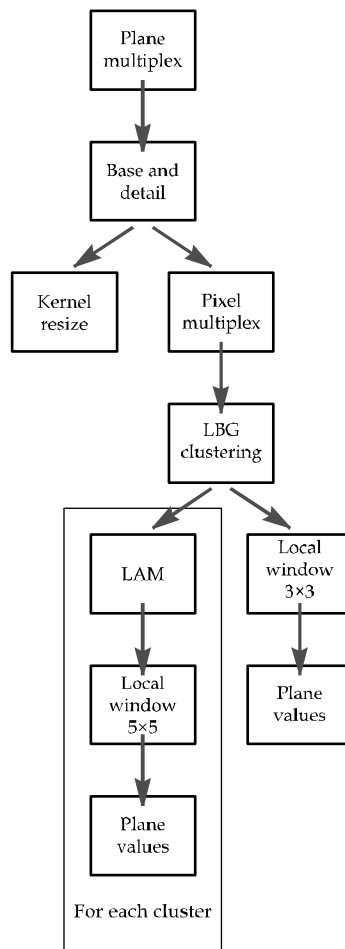 Plane
multiplex
Base and
detail
Kernel
resize
Pixel
multiplex
LBG
clustering
LAM
Local
window
3×3
Local
window
5×5
Plane
values
Plane
values
For each cluster